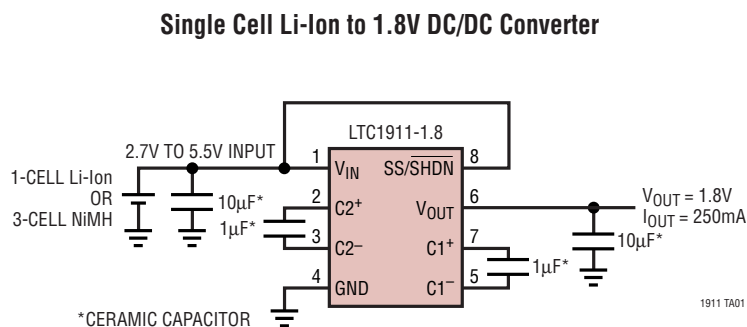 Single Cell Li-Ion to 1.8V DC/DC Converter
LTC1911-1.8
2.7V TO 5.5V INPUT
1-CELL Li-Ion
OR
3-CELL NiMH
10µF*
1µF*
1 VIN
2 C2+
3 C2–
4 GND
SS/SHDN 8
VOUT 6
C1+ 7
C1– 5
1µF*
VOUT = 1.8V
IOUT = 250mA
10µF*
*CERAMIC CAPACITOR
1911 TA01